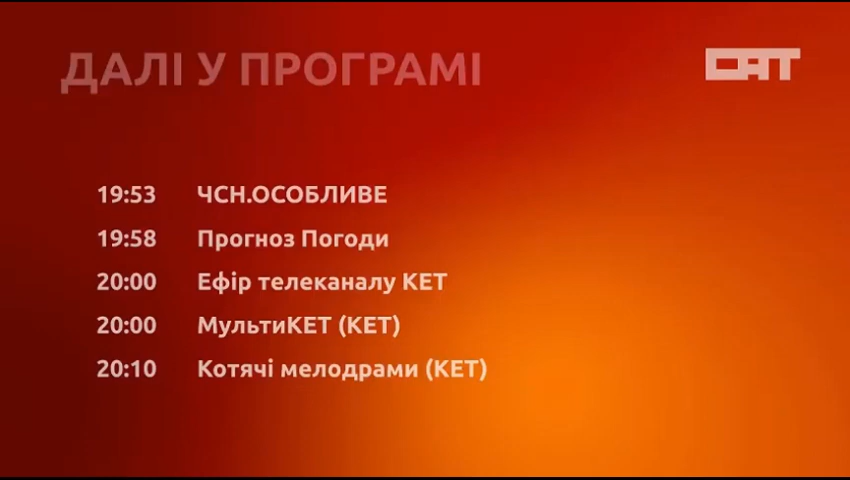 ДАЛІ У ПРОГРАМІ
САТ
19:53 ЧСН.ОСОБЛИВЕ
19:58 Прогноз Погоди
20:00 Ефір телеканалу КЕТ
20:00 МультиКЕТ (КЕТ)
20:10 Котячі мелодрами (КЕТ)